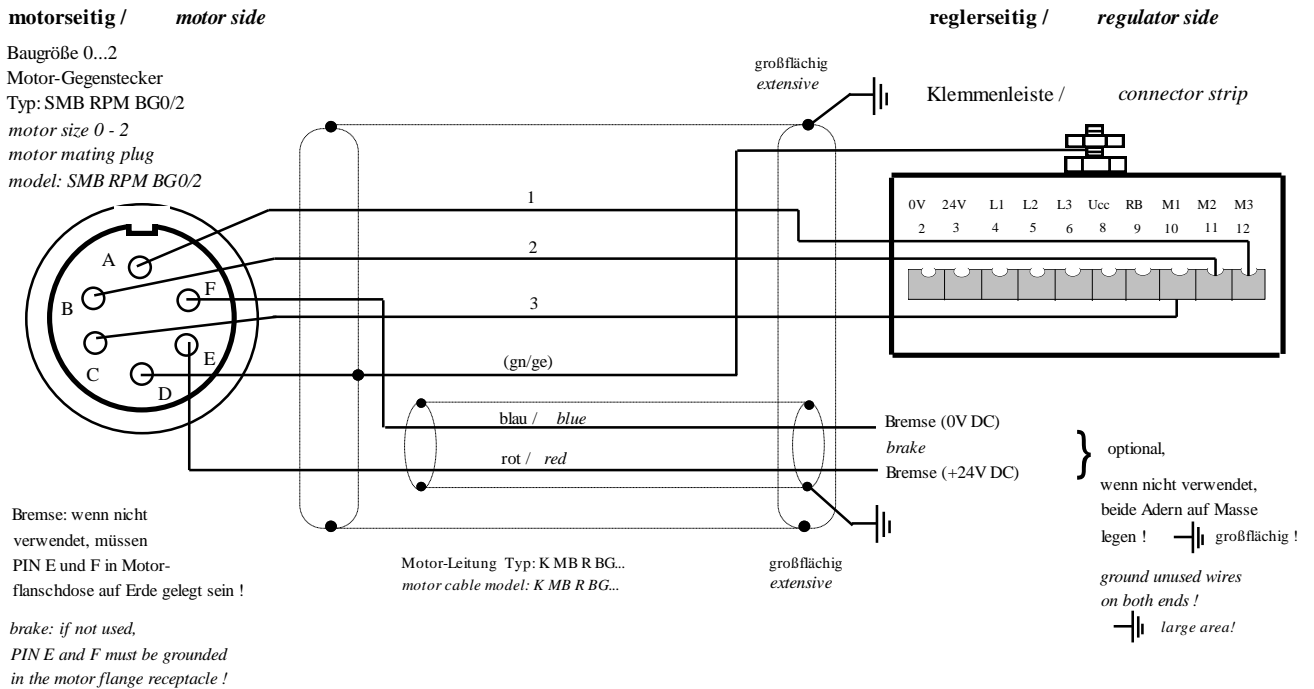 motorseitig / motor side
Baugröße 0...2
Motor-Gegenstecker
Typ: SMB RPM BG0/2
motor size 0 - 2
motor mating plug
model: SMB RPM BG0/2
großflächig
extensive
reglerseitig / regulator side
Klemmenleiste / connector strip
0V 24V L1 L2 L3 Ucc RB M1 M2 M3
2 3 4 5 6 8 9 10 11 12
1
2
3
A
B
C
D
E
F
(gn/ge)
blau / blue
rot / red
Bremse (0V DC)
brake
Bremse (+24V DC)
} optional,
wenn nicht verwendet,
beide Adern auf Masse
legen ! großflächig !
ground unused wires
on both ends !
large area!
Bremse: wenn nicht
verwendet, müssen
PIN E und F in Motor-
flanschdose auf Erde gelegt sein !
brake: if not used,
PIN E and F must be grounded
in the motor flange receptacle !
Motor-Leitung Typ: K MB R BG...
motor cable model: K MB R BG...
großflächig
extensive